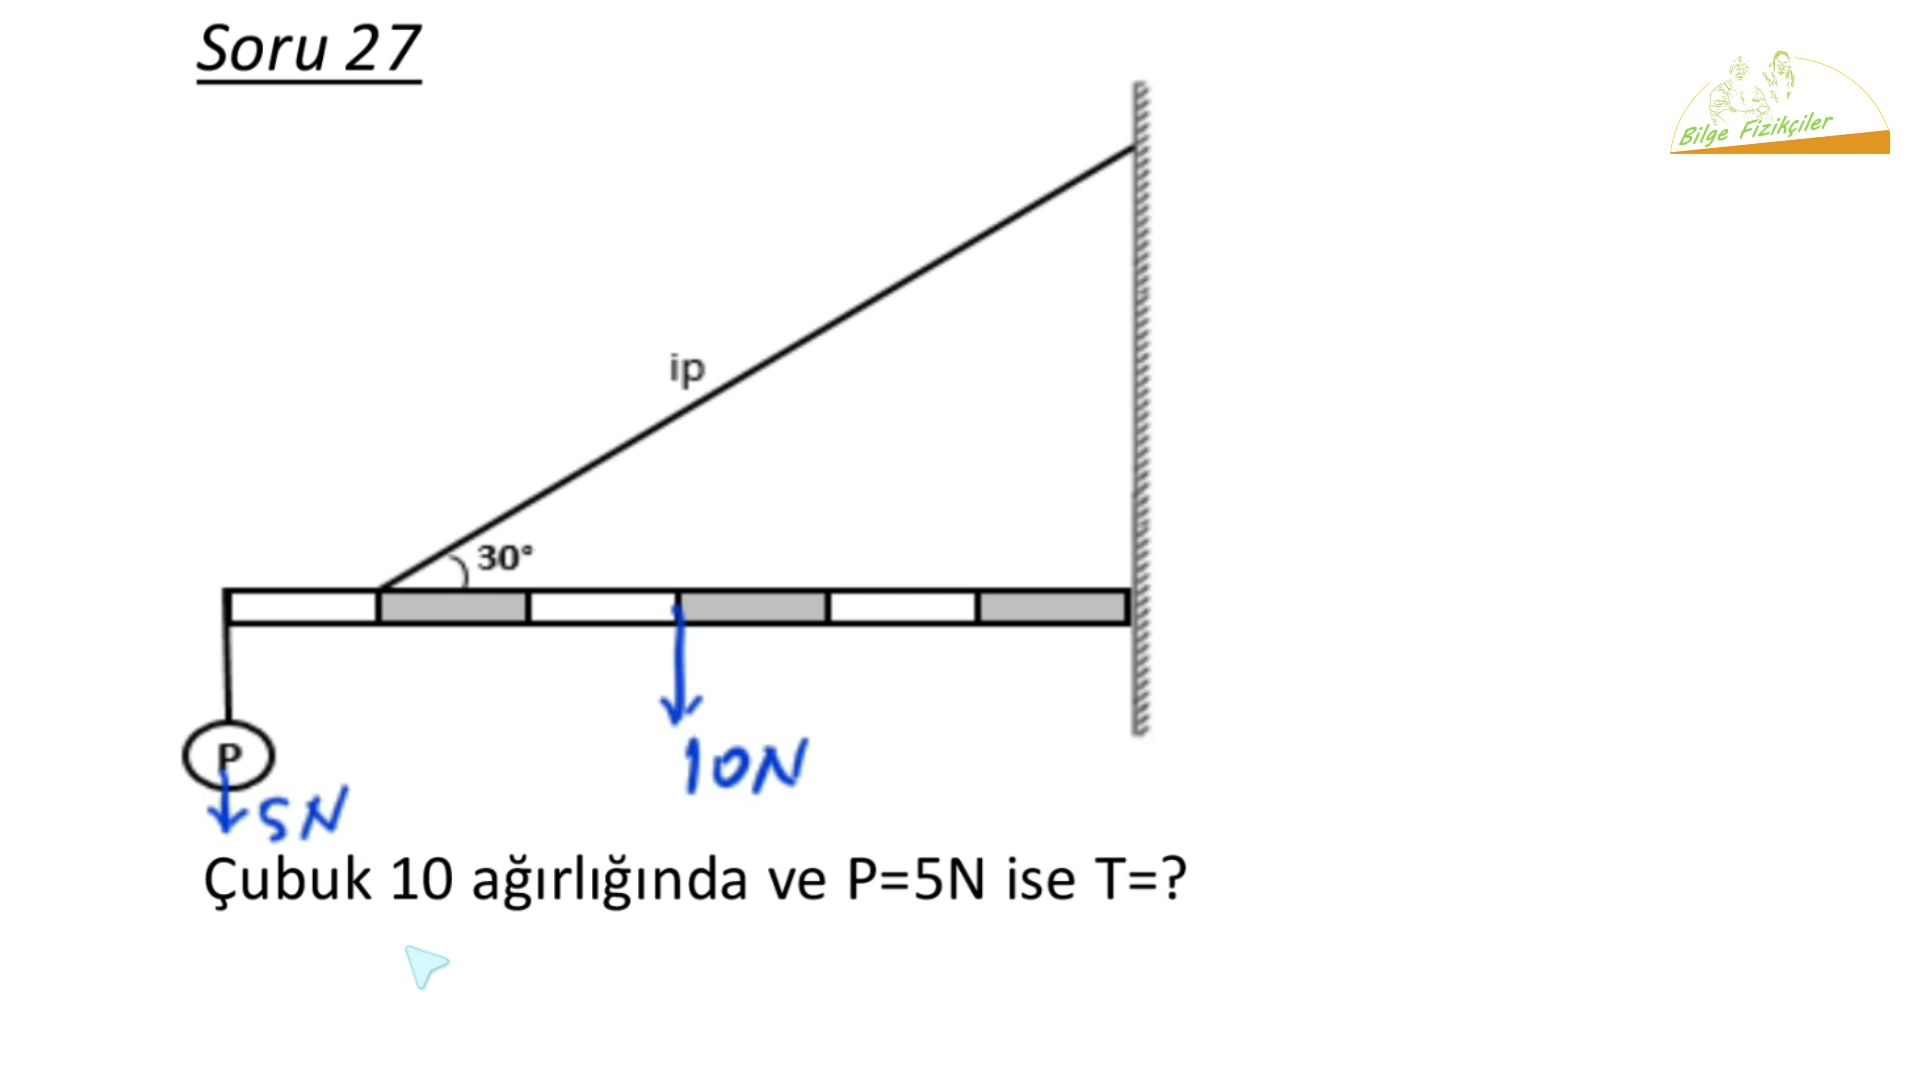 Soru 27
Bilge Fizikçiler
ip
30°
P
10N
5N
Çubuk 10 ağırlığında ve P=5N ise T=?